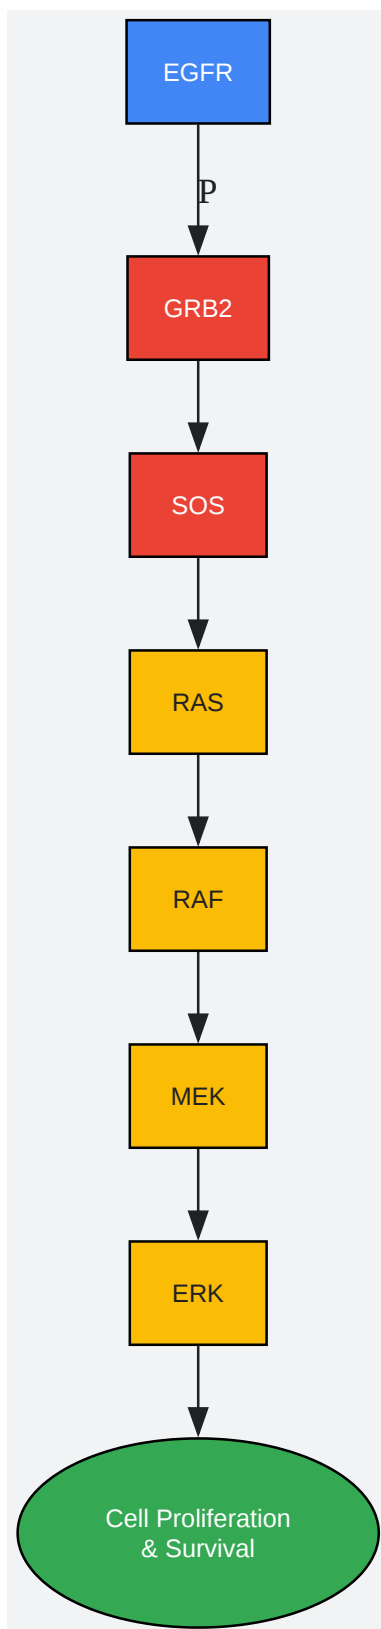 EGFR
P
GRB2
SOS
RAS
RAF
MEK
ERK
Cell Proliferation
& Survival